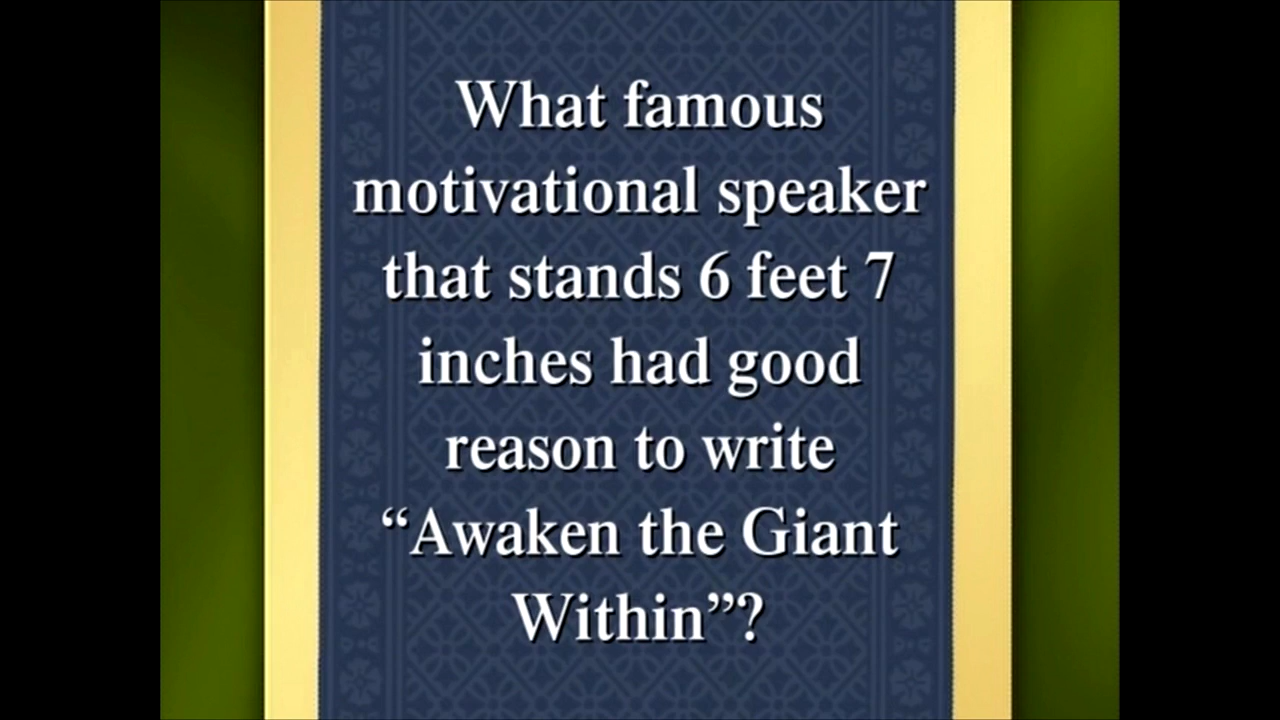 What famous
motivational speaker
that stands 6 feet 7
inches had good
reason to write
“Awaken the Giant
Within”?